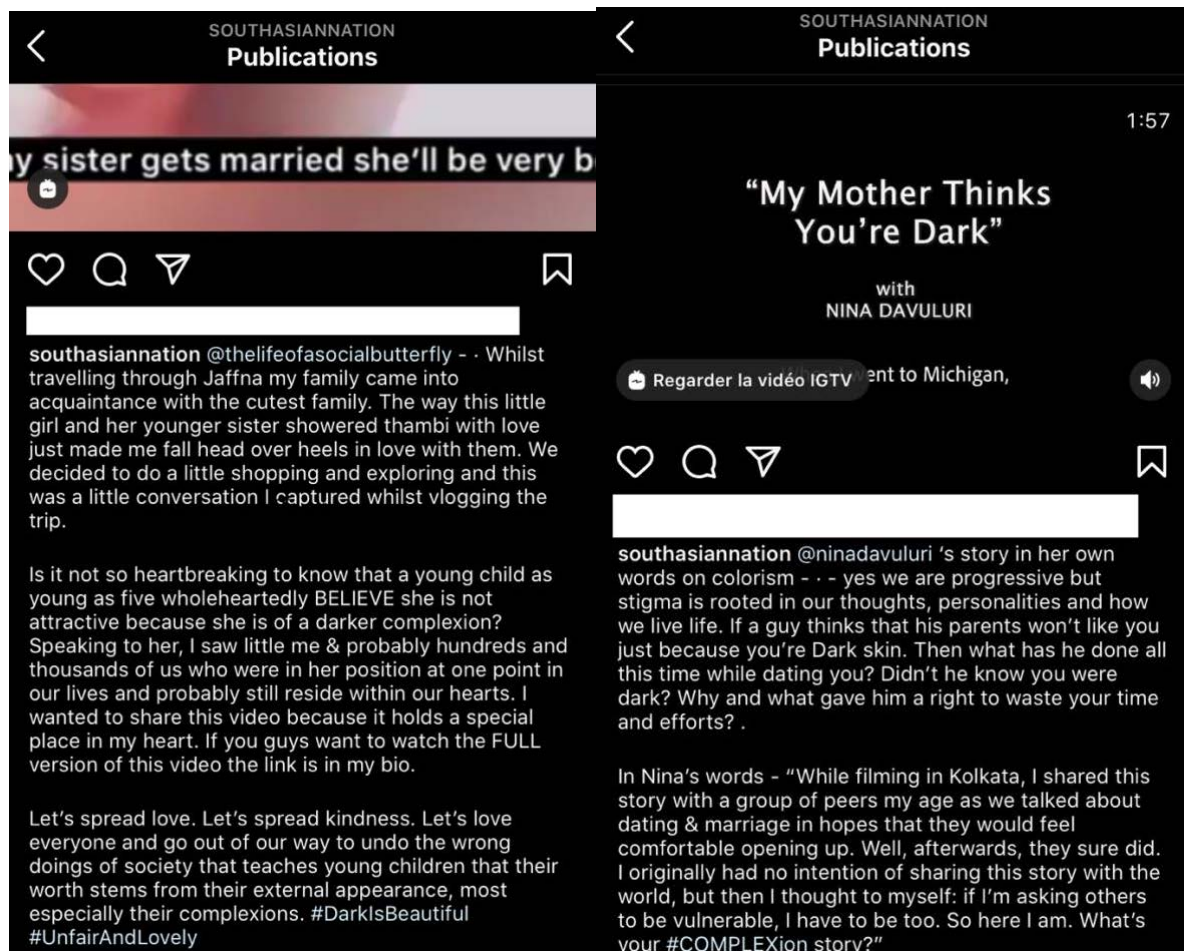 SOUTHASIANNATION
Publications
y sister gets married she'll be very b
southasiannation @thelifeofasocialbutterfly - · Whilst
travelling through Jaffna my family came into
acquaintance with the cutest family. The way this little
girl and her younger sister showered thambi with love
just made me fall head over heels in love with them. We
decided to do a little shopping and exploring and this
was a little conversation I captured whilst vlogging the
trip.
Is it not so heartbreaking to know that a young child as
young as five wholeheartedly BELIEVE she is not
attractive because she is of a darker complexion?
Speaking to her, I saw little me & probably hundreds and
thousands of us who were in her position at one point in
our lives and probably still reside within our hearts. I
wanted to share this video because it holds a special
place in my heart. If you guys want to watch the FULL
version of this video the link is in my bio.
Let's spread love. Let's spread kindness. Let's love
everyone and go out of our way to undo the wrong
doings of society that teaches young children that their
worth stems from their external appearance, most
especially their complexions. #DarkIsBeautiful
#UnfairAndLovely
SOUTHASIANNATION
Publications
1:57
“My Mother Thinks
You're Dark”
with
NINA DAVULURI
Regarder la vidéo IGTV ent to Michigan,
southasiannation @ninadavuluri 's story in her own
words on colorism - · - yes we are progressive but
stigma is rooted in our thoughts, personalities and how
we live life. If a guy thinks that his parents won't like you
just because you're Dark skin. Then what has he done all
this time while dating you? Didn't he know you were
dark? Why and what gave him a right to waste your time
and efforts? .
In Nina's words - “While filming in Kolkata, I shared this
story with a group of peers my age as we talked about
dating & marriage in hopes that they would feel
comfortable opening up. Well, afterwards, they sure did.
I originally had no intention of sharing this story with the
world, but then I thought to myself: if I'm asking others
to be vulnerable, I have to be too. So here I am. What's
your #COMPLEXion story?”